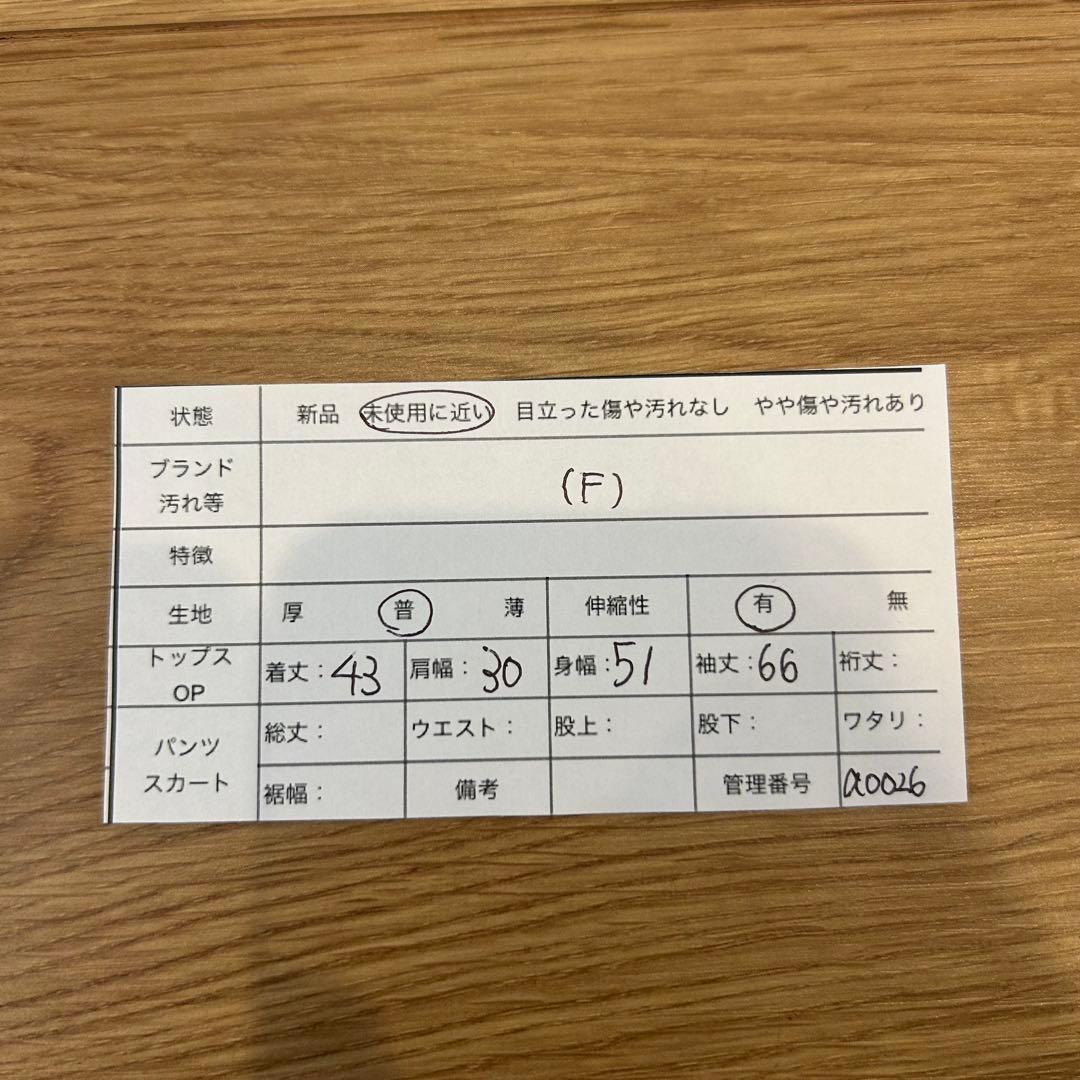 状態 新品 未使用に近い 目立った傷や汚れなし やや傷や汚れあり
ブランド
汚れ等 (F)
特徴
生地 厚 普 薄 伸縮性 有 無
トップス
OP 着丈:43 肩幅:30 身幅:51 袖丈:66 裄丈:
パンツ
スカート
総丈: ウエスト: 股上: 股下: ワタリ:
裾幅: 備考 管理番号 a0026